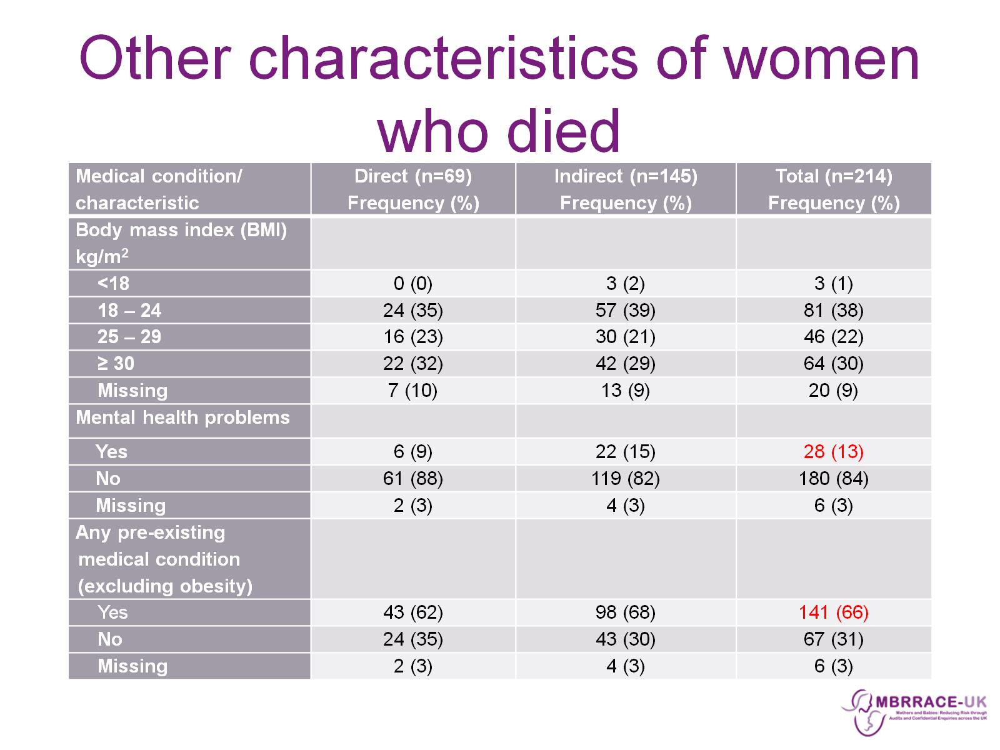 Other characteristics of women
who died
Medical condition/
characteristic
Direct (n=69)
Frequency (%)
Indirect (n=145)
Frequency (%)
Total (n=214)
Frequency (%)
Body mass index (BMI)
kg/m²
<18 0 (0) 3 (2) 3 (1)
18 – 24 24 (35) 57 (39) 81 (38)
25 – 29 16 (23) 30 (21) 46 (22)
≥ 30 22 (32) 42 (29) 64 (30)
Missing 7 (10) 13 (9) 20 (9)
Mental health problems
Yes 6 (9) 22 (15) 28 (13)
No 61 (88) 119 (82) 180 (84)
Missing 2 (3) 4 (3) 6 (3)
Any pre-existing
medical condition
(excluding obesity)
Yes 43 (62) 98 (68) 141 (66)
No 24 (35) 43 (30) 67 (31)
Missing 2 (3) 4 (3) 6 (3)
MBRRACE-UK
Mothers and Babies: Reducing Risk through
Audits and Confidential Enquiries across the UK